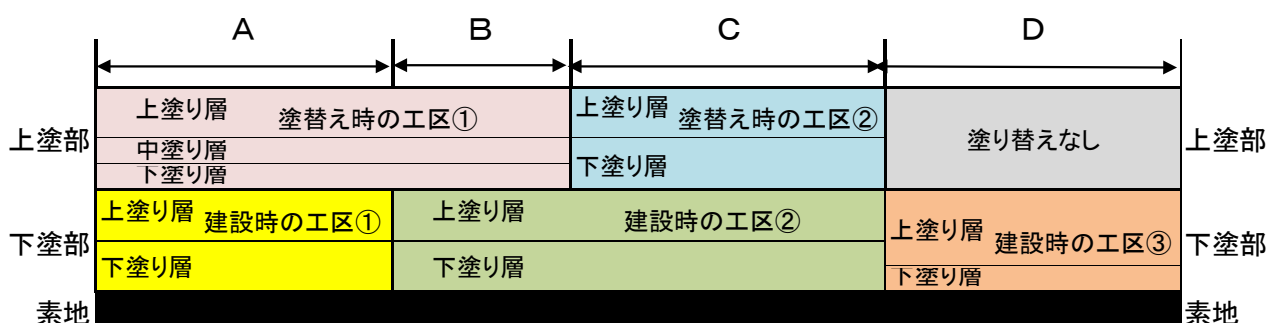 A B C D
上塗り層 塗替え時の工区① 上塗り層 塗替え時の工区② 塗り替えなし
上塗部 上塗部
中塗り層
下塗り層 下塗り層
上塗り層 建設時の工区① 上塗り層 建設時の工区② 上塗り層 建設時の工区③
下塗部 下塗部
下塗り層 下塗り層 下塗り層
素地 素地